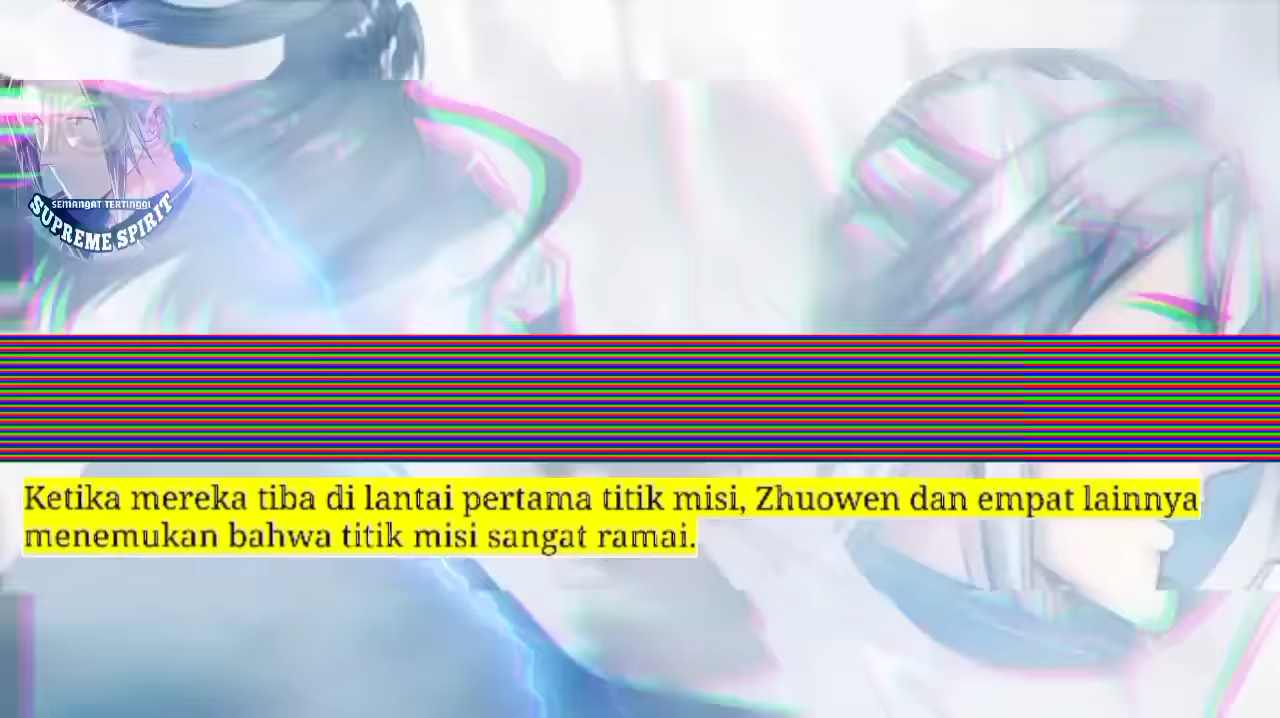 SEMANGAT TERTINGGI
SUPREME SPIRIT
Ketika mereka tiba di lantai pertama titik misi, Zhuowen dan empat lainnya
menemukan bahwa titik misi sangat ramai.